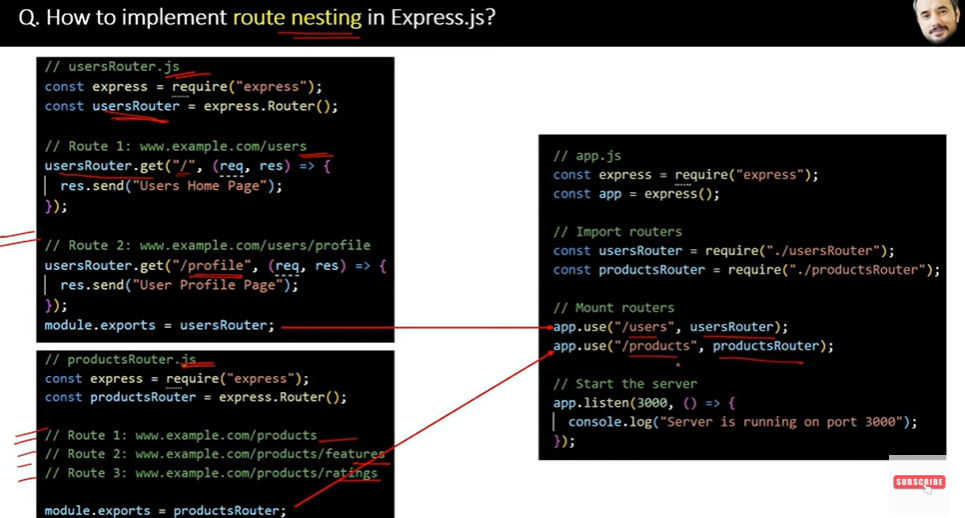 Q. How to implement route nesting in Express.js?
// usersRouter.js
const express = require("express");
const usersRouter = express.Router();
// Route 1: www.example.com/users
usersRouter.get("/", (req, res) => {
res.send("Users Home Page");
});
// Route 2: www.example.com/users/profile
usersRouter.get("/profile", (req, res) => {
res.send("User Profile Page");
});
module.exports = usersRouter;
// productsRouter.js
const express = require("express");
const productsRouter = express.Router();
// Route 1: www.example.com/products
// Route 2: www.example.com/products/features
// Route 3: www.example.com/products/ratings
module.exports = productsRouter;
// app.js
const express = require("express");
const app = express();
// Import routers
const usersRouter = require("./usersRouter");
const productsRouter = require("./productsRouter");
// Mount routers
app.use("/users", usersRouter);
app.use("/products", productsRouter);
// Start the server
app.listen(3000, () => {
console.log("Server is running on port 3000");
});
SUBSCRIBE